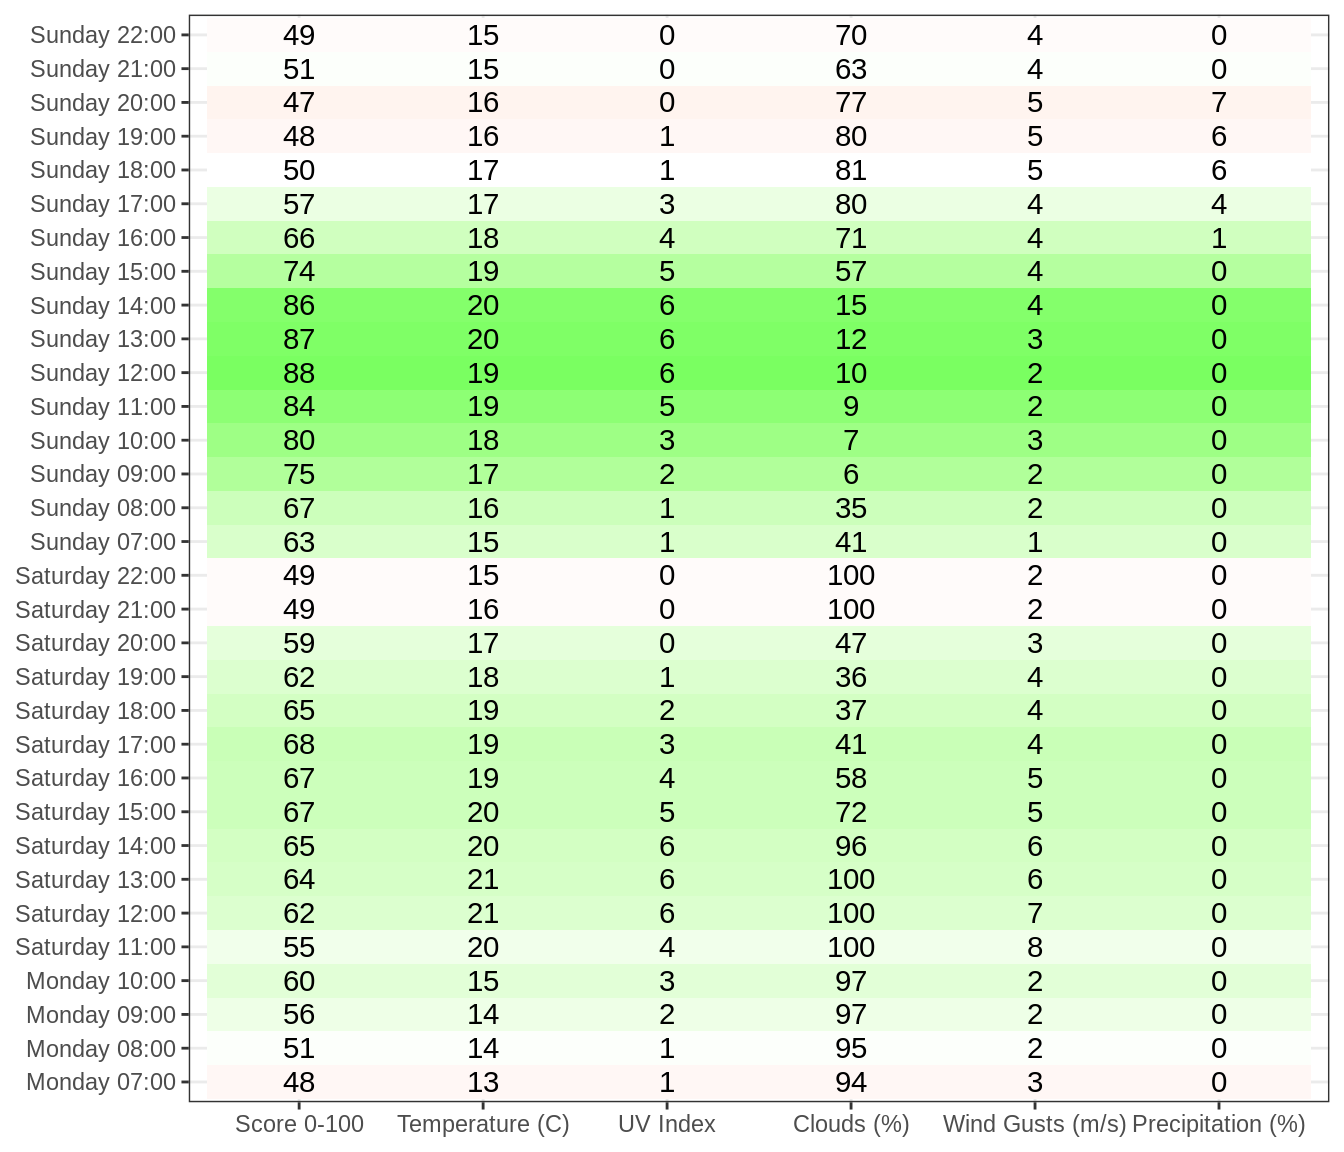 Sunday 22:00 49 15 0 70 4 0
Sunday 21:00 51 15 0 63 4 0
Sunday 20:00 47 16 0 77 5 7
Sunday 19:00 48 16 1 80 5 6
Sunday 18:00 50 17 1 81 5 6
Sunday 17:00 57 17 3 80 4 4
Sunday 16:00 66 18 4 71 4 1
Sunday 15:00 74 19 5 57 4 0
Sunday 14:00 86 20 6 15 4 0
Sunday 13:00 87 20 6 12 3 0
Sunday 12:00 88 19 6 10 2 0
Sunday 11:00 84 19 5 9 2 0
Sunday 10:00 80 18 3 7 3 0
Sunday 09:00 75 17 2 6 2 0
Sunday 08:00 67 16 1 35 2 0
Sunday 07:00 63 15 1 41 1 0
Saturday 22:00 49 15 0 100 2 0
Saturday 21:00 49 16 0 100 2 0
Saturday 20:00 59 17 0 47 3 0
Saturday 19:00 62 18 1 36 4 0
Saturday 18:00 65 19 2 37 4 0
Saturday 17:00 68 19 3 41 4 0
Saturday 16:00 67 19 4 58 5 0
Saturday 15:00 67 20 5 72 5 0
Saturday 14:00 65 20 6 96 6 0
Saturday 13:00 64 21 6 100 6 0
Saturday 12:00 62 21 6 100 7 0
Saturday 11:00 55 20 4 100 8 0
Monday 10:00 60 15 3 97 2 0
Monday 09:00 56 14 2 97 2 0
Monday 08:00 51 14 1 95 2 0
Monday 07:00 48 13 1 94 3 0
Score 0-100 Temperature (C) UV Index Clouds (%) Wind Gusts (m/s) Precipitation (%)